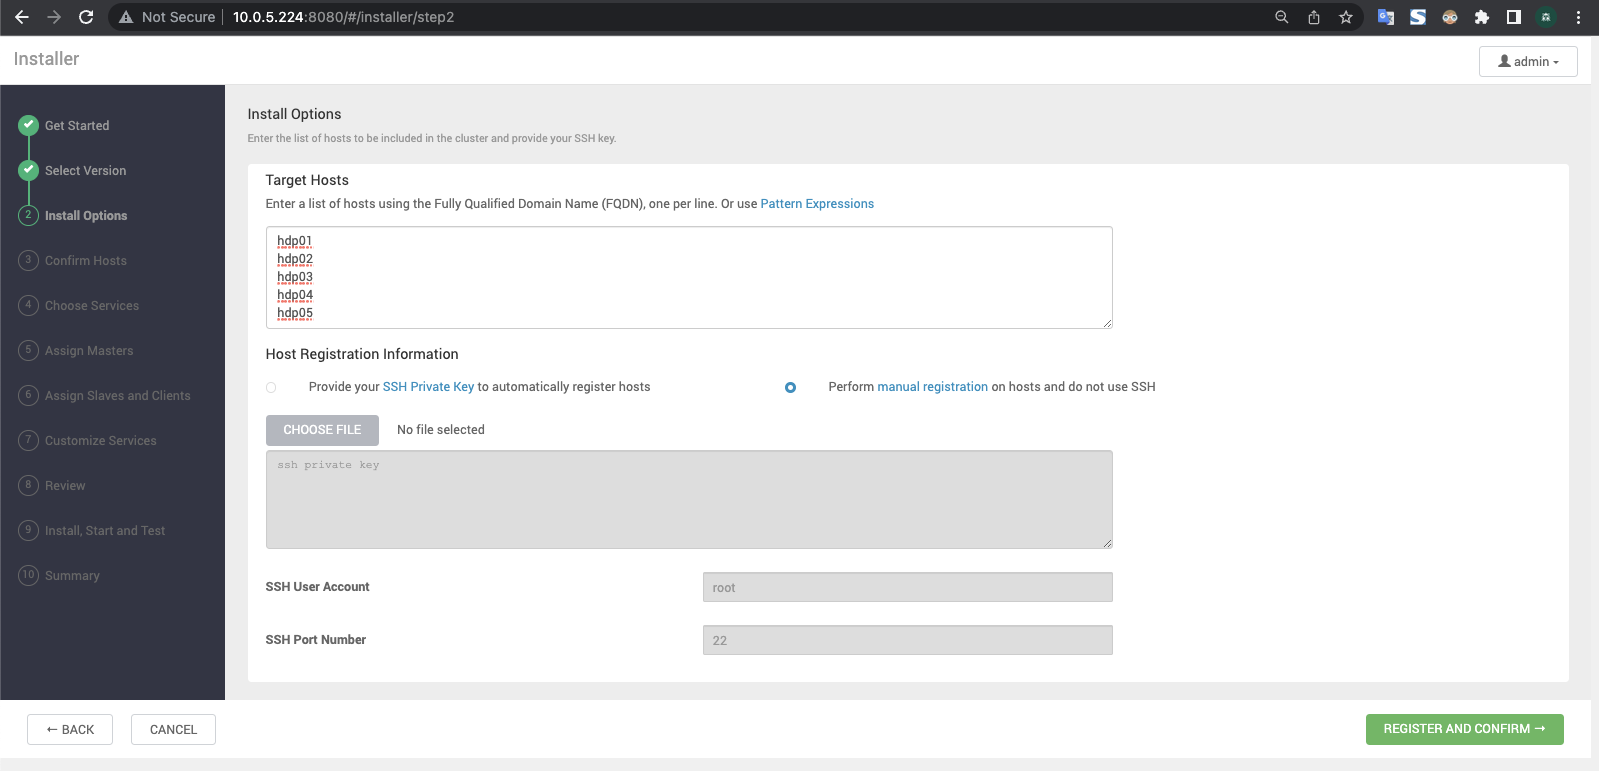 Not Secure 10.0.5.224:8080/#/installer/step2
Installer
admin
Get Started
Select Version
2 Install Options
3 Confirm Hosts
4 Choose Services
5 Assign Masters
6 Assign Slaves and Clients
7 Customize Services
8 Review
9 Install, Start and Test
10 Summary
Install Options
Enter the list of hosts to be included in the cluster and provide your SSH key.
Target Hosts
Enter a list of hosts using the Fully Qualified Domain Name (FQDN), one per line. Or use Pattern Expressions
hdp01
hdp02
hdp03
hdp04
hdp05
Host Registration Information
Provide your SSH Private Key to automatically register hosts
Perform manual registration on hosts and do not use SSH
CHOOSE FILE No file selected
ssh private key
SSH User Account root
SSH Port Number 22
← BACK CANCEL REGISTER AND CONFIRM →